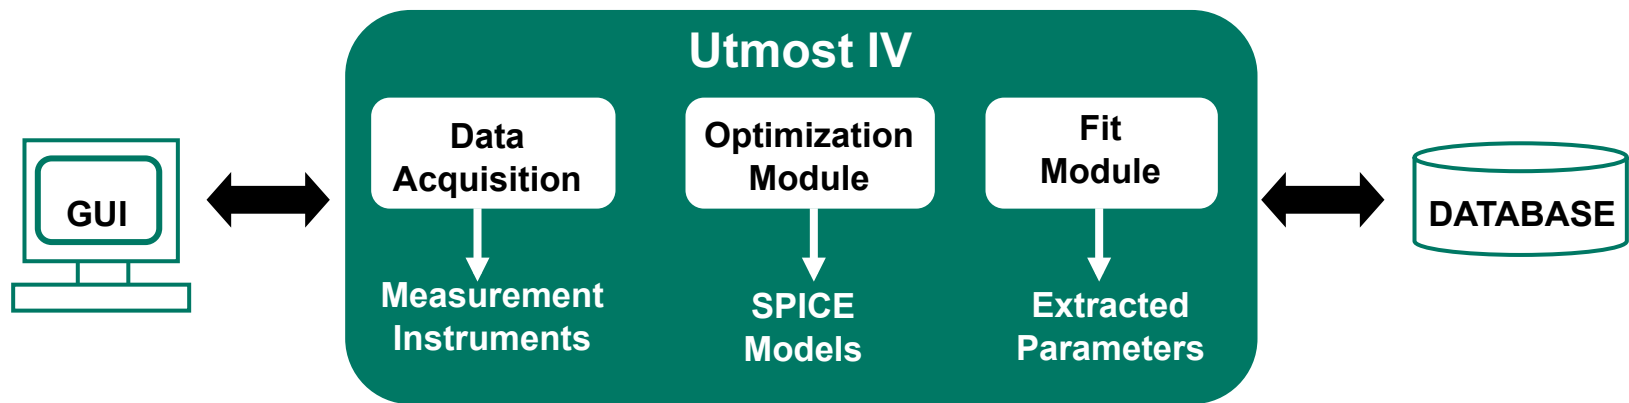 Utmost IV
GUI
Data
Acquisition
Measurement
Instruments
Optimization
Module
SPICE
Models
Fit
Module
Extracted
Parameters
DATABASE